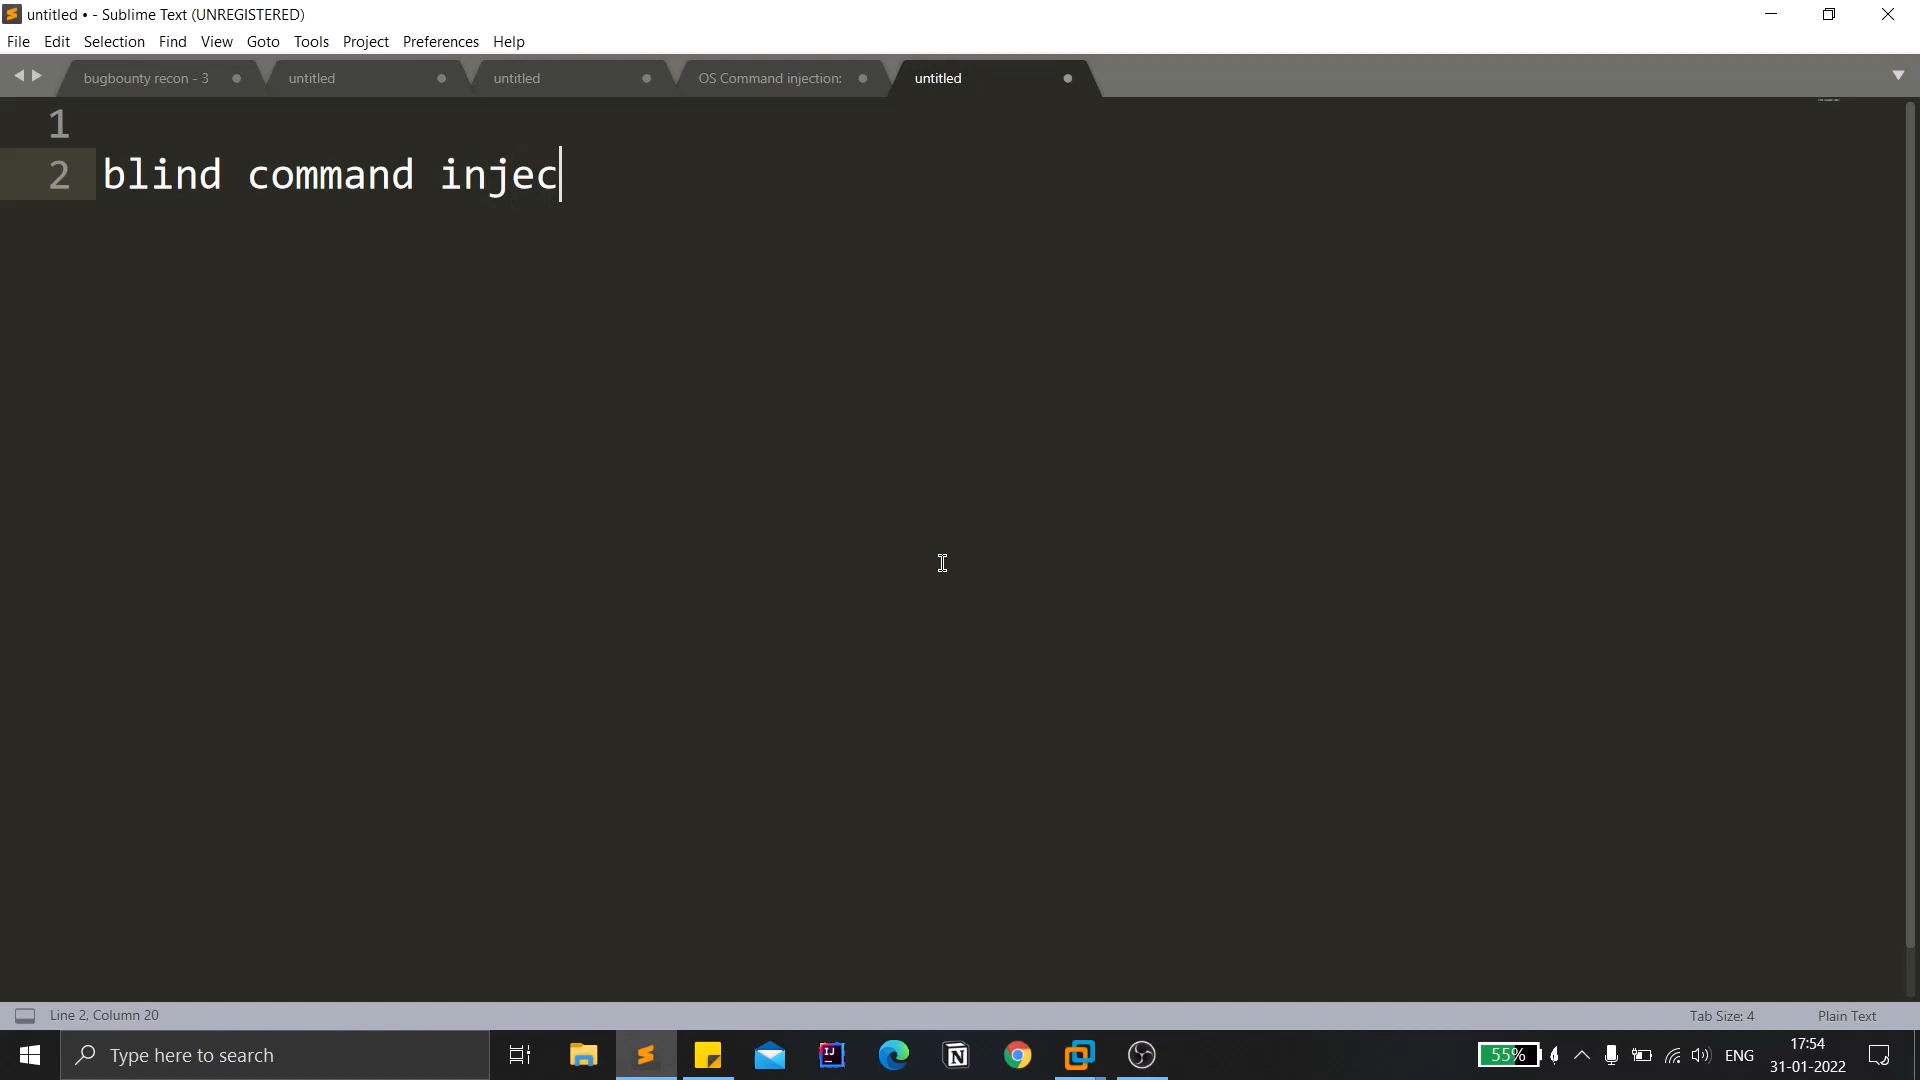 untitled • - Sublime Text (UNREGISTERED)
File Edit Selection Find View Goto Tools Project Preferences Help
bugbounty recon - 3 untitled untitled OS Command injection: untitled
1
2 blind command injec
Line 2, Column 20 Tab Size: 4 Plain Text
Type here to search 55% ENG 17:54
31-01-2022